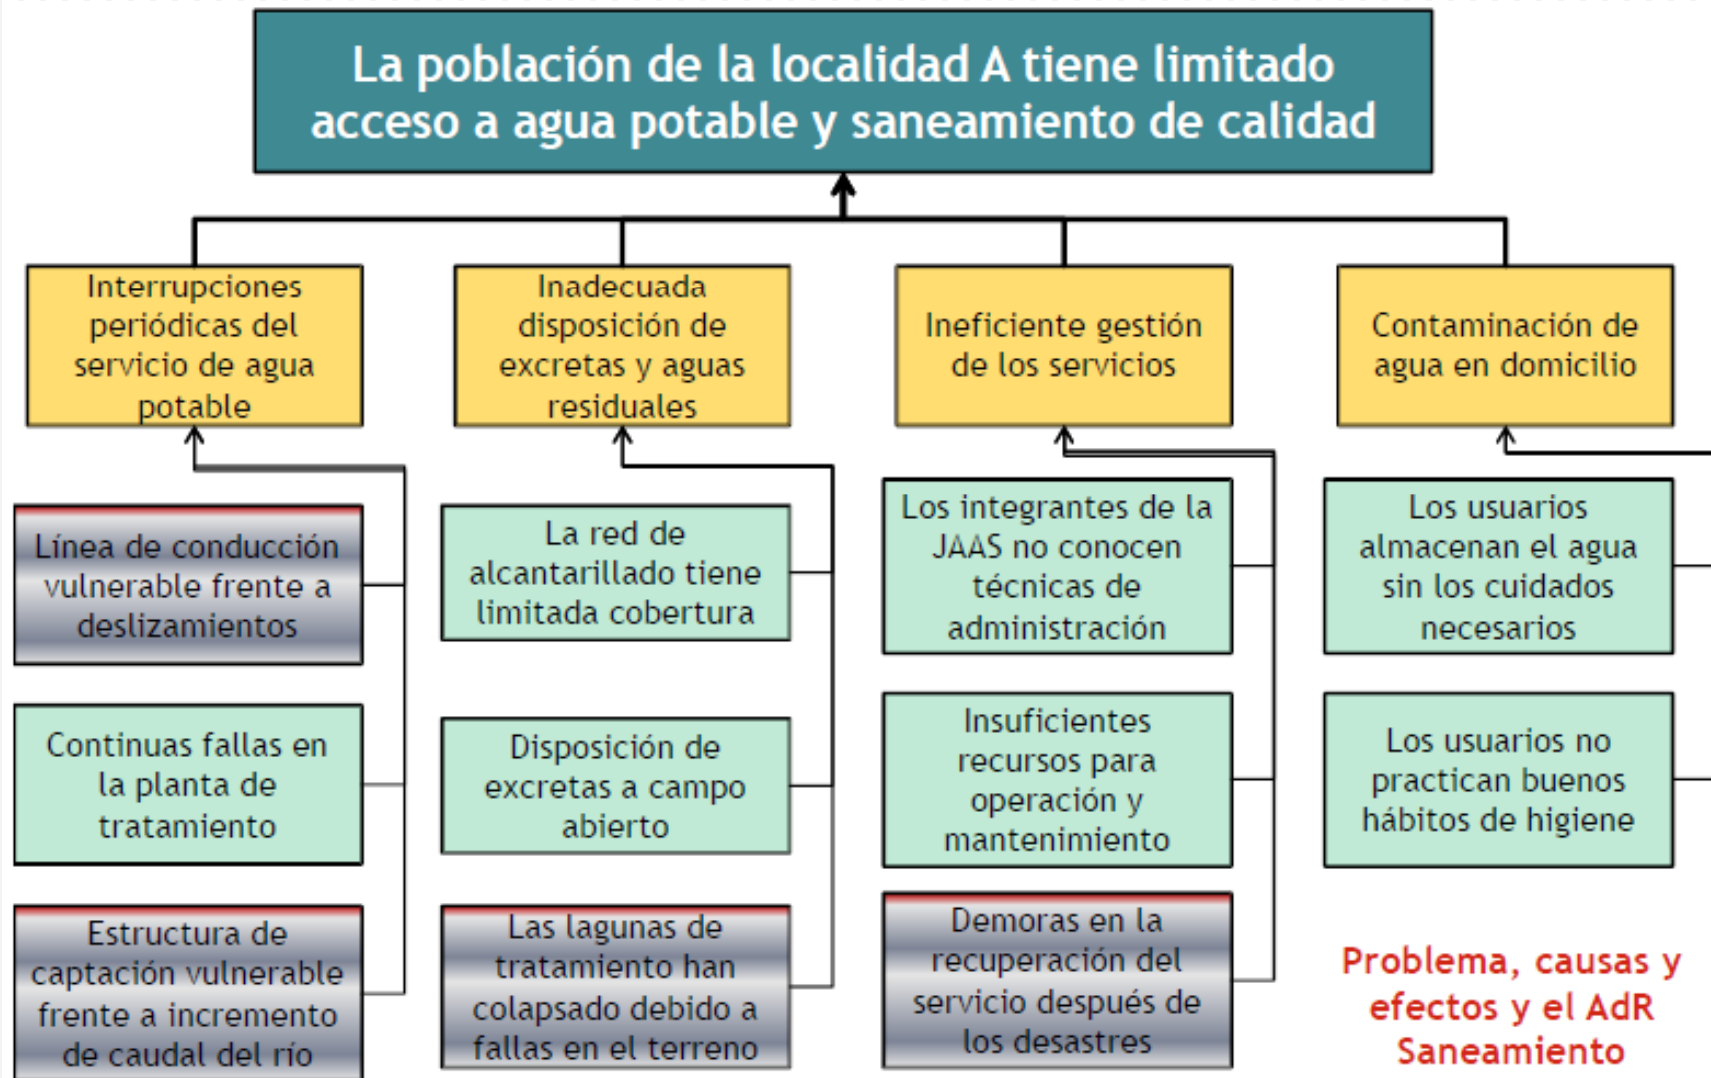 La población de la localidad A tiene limitado
acceso a agua potable y saneamiento de calidad
Interrupciones
periódicas del
servicio de agua
potable
Inadecuada
disposición de
excretas y aguas
residuales
Ineficiente gestión
de los servicios
Contaminación de
agua en domicilio
Línea de conducción
vulnerable frente a
deslizamientos
La red de
alcantarillado tiene
limitada cobertura
Los integrantes de la
JAAS no conocen
técnicas de
administración
Los usuarios
almacenan el agua
sin los cuidados
necesarios
Continuas fallas en
la planta de
tratamiento
Disposición de
excretas a campo
abierto
Insuficientes
recursos para
operación y
mantenimiento
Los usuarios no
practican buenos
hábitos de higiene
Estructura de
captación vulnerable
frente a incremento
de caudal del río
Las lagunas de
tratamiento han
colapsado debido a
fallas en el terreno
Demoras en la
recuperación del
servicio después de
los desastres
Problema, causas y
efectos y el AdR
Saneamiento